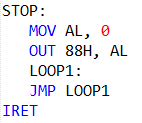 STOP:
MOV AL, 0
OUT 88H, AL
LOOP1:
JMP LOOP1
IRET